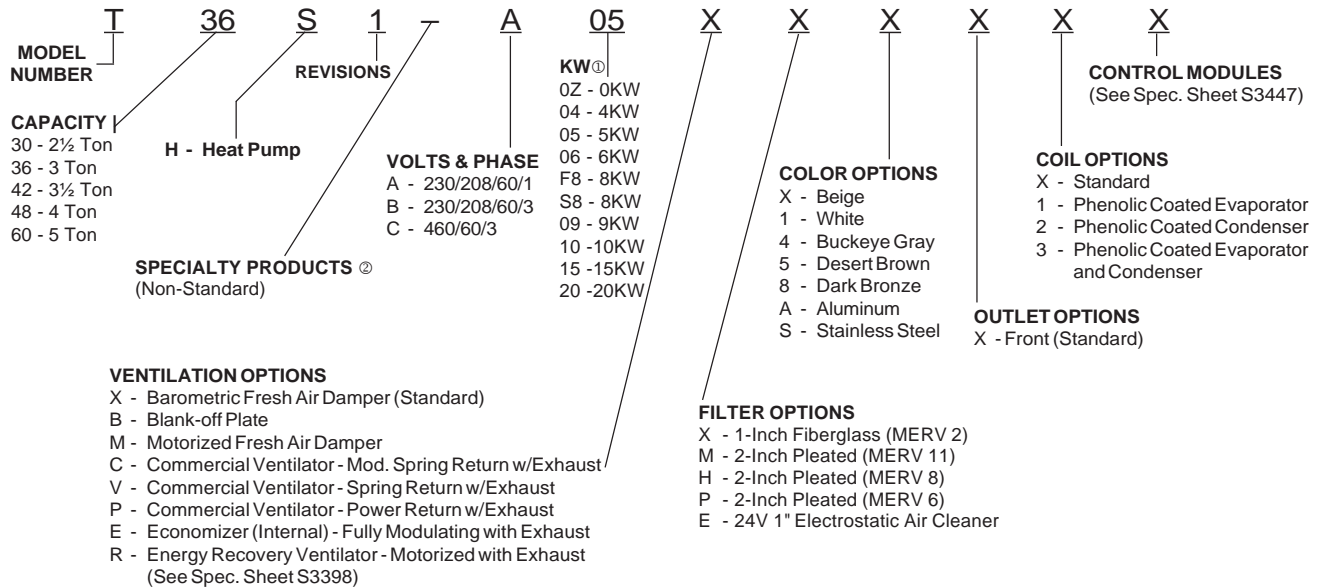 T 36 S 1 – A 05 X X X X X X
MODEL
NUMBER
CAPACITY
30 - 2½ Ton
36 - 3 Ton
42 - 3½ Ton
48 - 4 Ton
60 - 5 Ton
H - Heat Pump
REVISIONS
SPECIALTY PRODUCTS ②
(Non-Standard)
VOLTS & PHASE
A - 230/208/60/1
B - 230/208/60/3
C - 460/60/3
KW①
0Z - 0KW
04 - 4KW
05 - 5KW
06 - 6KW
F8 - 8KW
S8 - 8KW
09 - 9KW
10 -10KW
15 -15KW
20 -20KW
VENTILATION OPTIONS
X - Barometric Fresh Air Damper (Standard)
B - Blank-off Plate
M - Motorized Fresh Air Damper
C - Commercial Ventilator - Mod. Spring Return w/Exhaust
V - Commercial Ventilator - Spring Return w/Exhaust
P - Commercial Ventilator - Power Return w/Exhaust
E - Economizer (Internal) - Fully Modulating with Exhaust
R - Energy Recovery Ventilator - Motorized with Exhaust
(See Spec. Sheet S3398)
FILTER OPTIONS
X - 1-Inch Fiberglass (MERV 2)
M - 2-Inch Pleated (MERV 11)
H - 2-Inch Pleated (MERV 8)
P - 2-Inch Pleated (MERV 6)
E - 24V 1" Electrostatic Air Cleaner
COLOR OPTIONS
X - Beige
1 - White
4 - Buckeye Gray
5 - Desert Brown
8 - Dark Bronze
A - Aluminum
S - Stainless Steel
OUTLET OPTIONS
X - Front (Standard)
COIL OPTIONS
X - Standard
1 - Phenolic Coated Evaporator
2 - Phenolic Coated Condenser
3 - Phenolic Coated Evaporator
and Condenser
CONTROL MODULES
(See Spec. Sheet S3447)